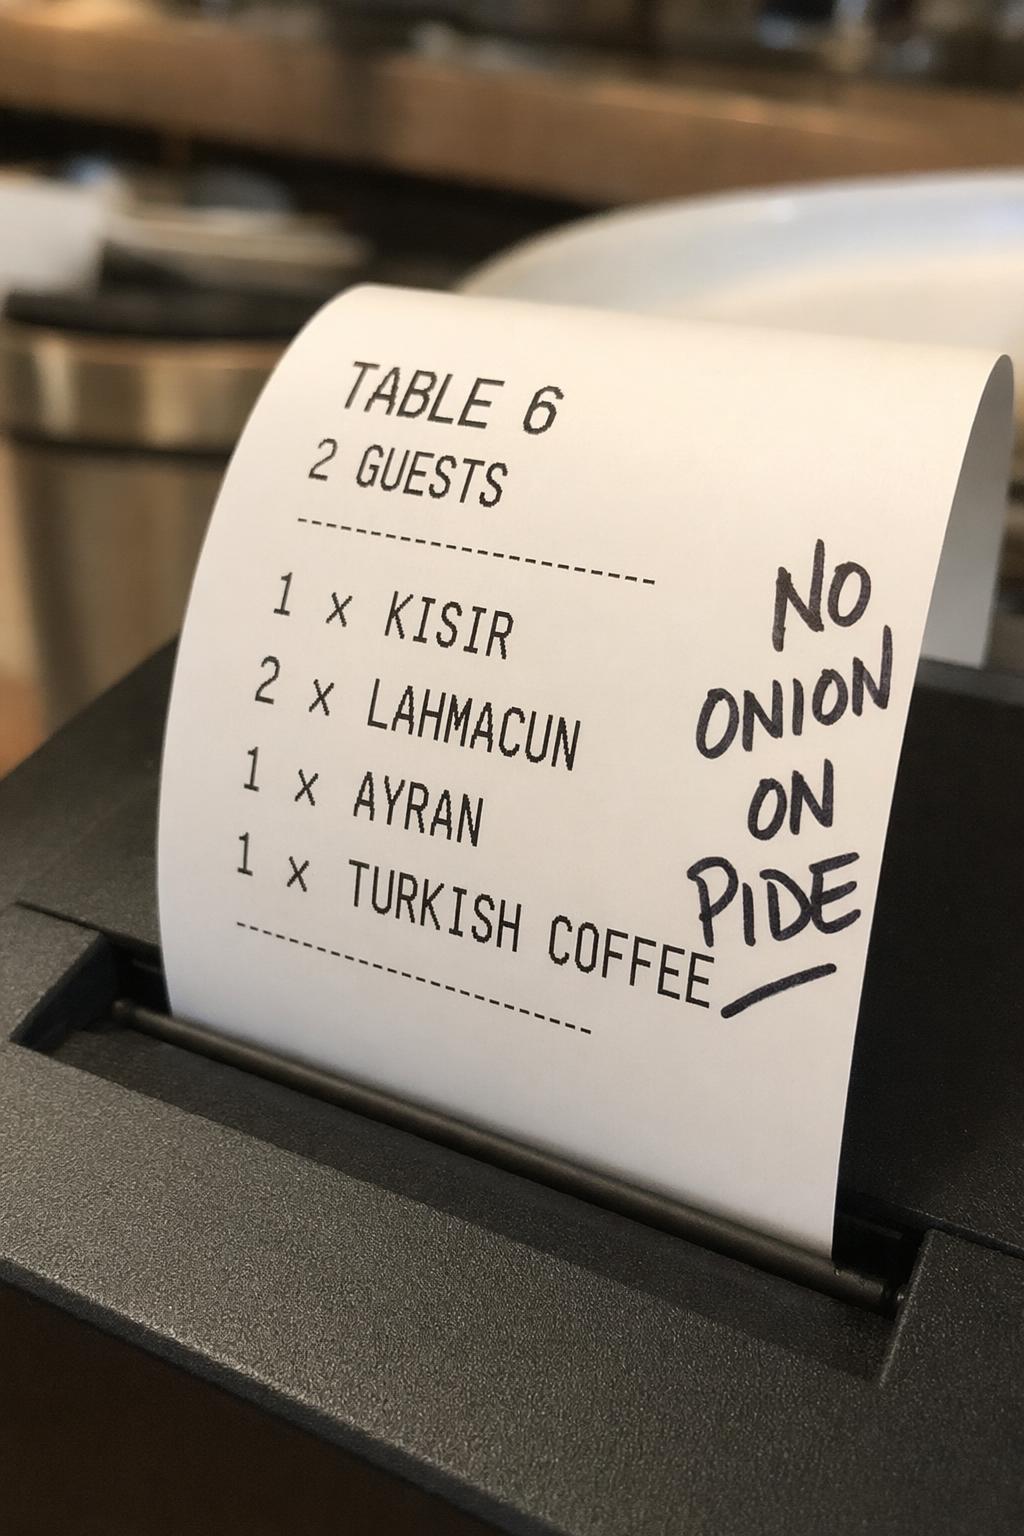 TABLE 6
2 GUESTS
--------------------------
1 x KISIR
2 x LAHMACUN
1 x AYRAN
1 x TURKISH COFFEE
--------------------------
NO
ONION
ON
PIDE